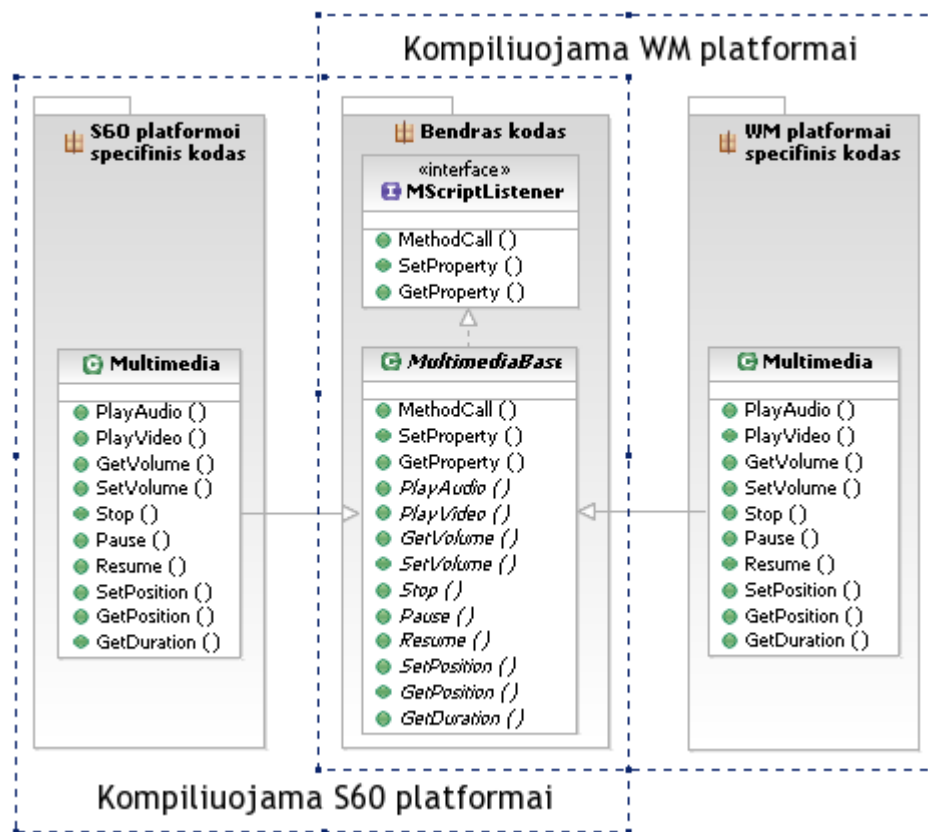 Kompiliuojama WM platformai
S60 platformoi
specifinis kodas
Multimedia
PlayAudio ()
PlayVideo ()
GetVolume ()
SetVolume ()
Stop ()
Pause ()
Resume ()
SetPosition ()
GetPosition ()
GetDuration ()
Bendras kodas
«interface»
MScriptListener
MethodCall ()
SetProperty ()
GetProperty ()
MultimediaBase
MethodCall ()
SetProperty ()
GetProperty ()
PlayAudio ()
PlayVideo ()
GetVolume ()
SetVolume ()
Stop ()
Pause ()
Resume ()
SetPosition ()
GetPosition ()
GetDuration ()
WM platformai
specifinis kodas
Multimedia
PlayAudio ()
PlayVideo ()
GetVolume ()
SetVolume ()
Stop ()
Pause ()
Resume ()
SetPosition ()
GetPosition ()
GetDuration ()
Kompiliuojama S60 platformai